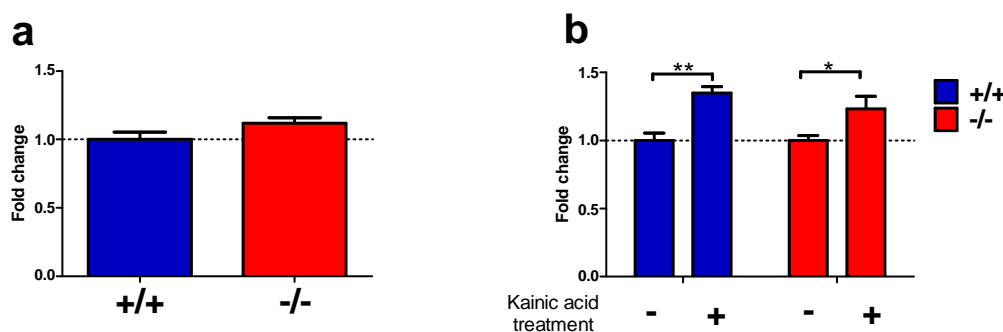 a
Fold change
1.5
1.0
0.5
0.0
+/+
-/-
b
Fold change
1.5
1.0
0.5
0.0
**
*
+/+
-/-
Kainic acid
treatment
- + - +